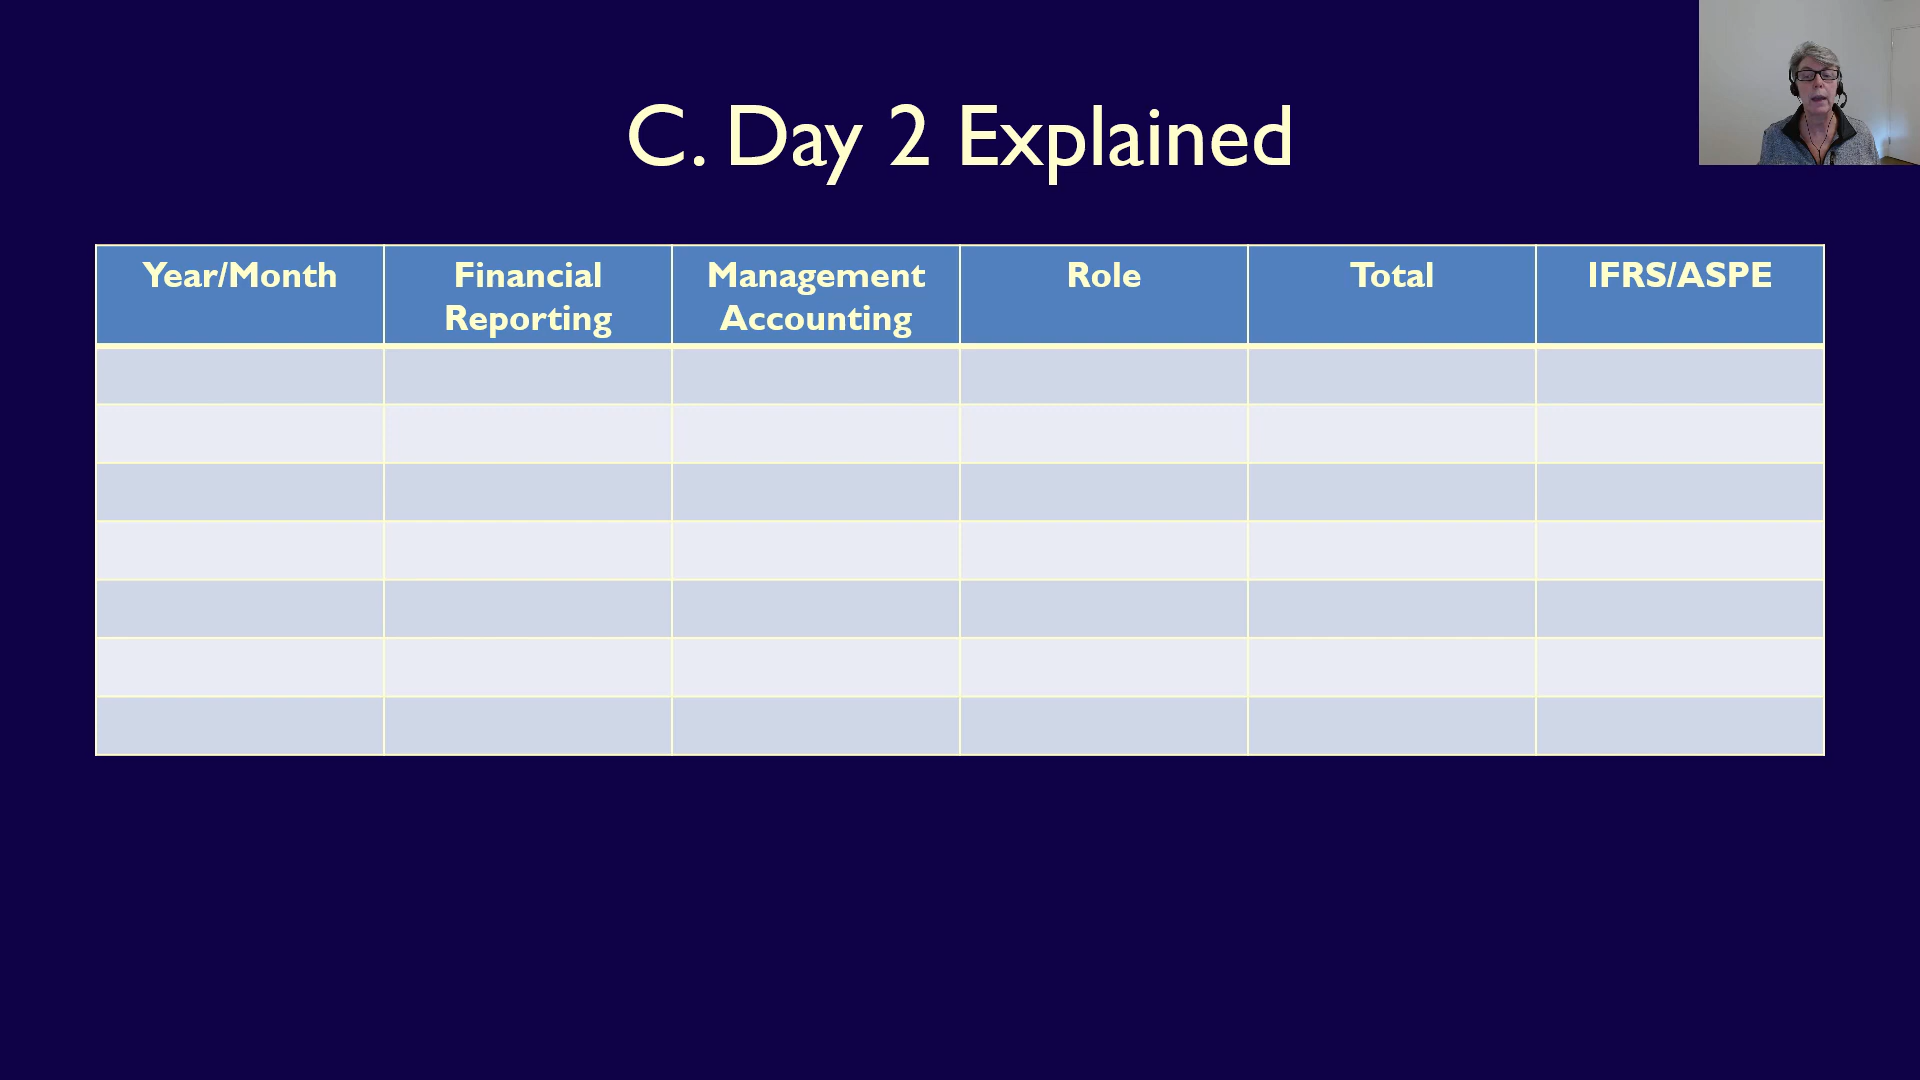 C. Day 2 Explained
Year/Month
Financial
Reporting
Management
Accounting
Role
Total
IFRS/ASPE